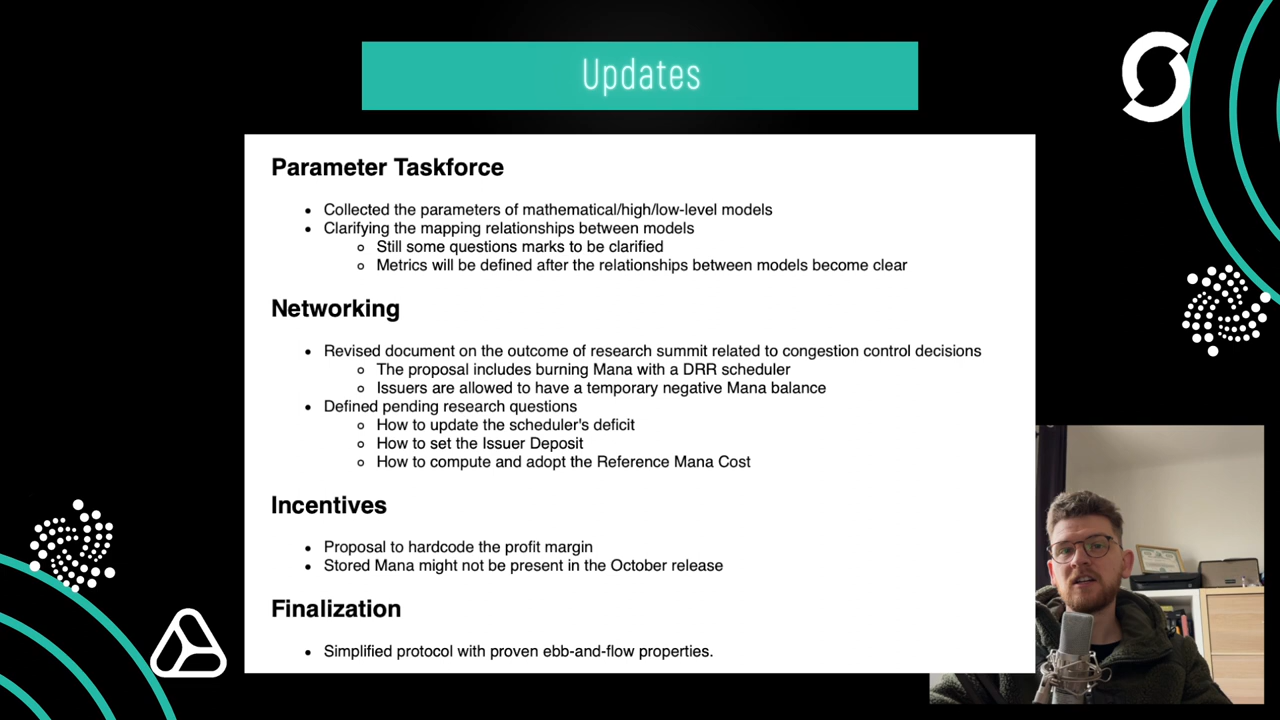 Updates
Parameter Taskforce
• Collected the parameters of mathematical/high/low-level models
• Clarifying the mapping relationships between models
○ Still some questions marks to be clarified
○ Metrics will be defined after the relationships between models become clear
Networking
• Revised document on the outcome of research summit related to congestion control decisions
○ The proposal includes burning Mana with a DRR scheduler
○ Issuers are allowed to have a temporary negative Mana balance
• Defined pending research questions
○ How to update the scheduler's deficit
○ How to set the Issuer Deposit
○ How to compute and adopt the Reference Mana Cost
Incentives
• Proposal to hardcode the profit margin
• Stored Mana might not be present in the October release
Finalization
• Simplified protocol with proven ebb-and-flow properties.